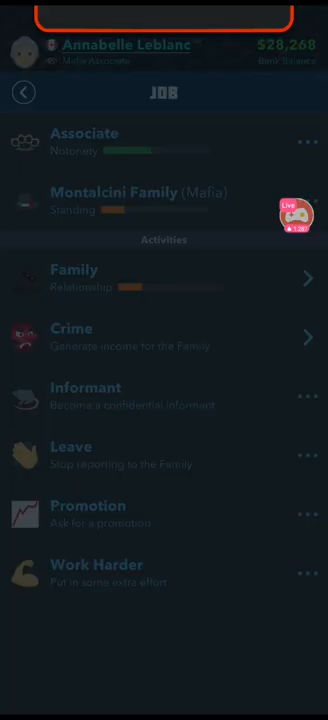 Annabelle Leblanc
$28,268
Mafia Associate
Bank Balance
JOB
Associate
Notoriety
Montalcini Family (Mafia)
Standing
Live
Activities
Family
Relationship
Crime
Generate income for the Family
Informant
Become a confidential informant
Leave
Stop reporting to the Family
Promotion
Ask for a promotion
Work Harder
Put in some extra effort